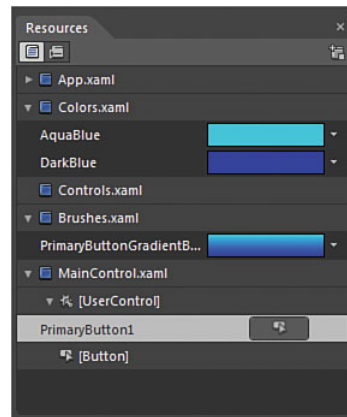 Resources
App.xaml
Colors.xaml
AquaBlue
DarkBlue
Controls.xaml
Brushes.xaml
PrimaryButtonGradientB...
MainControl.xaml
[UserControl]
PrimaryButton1
[Button]